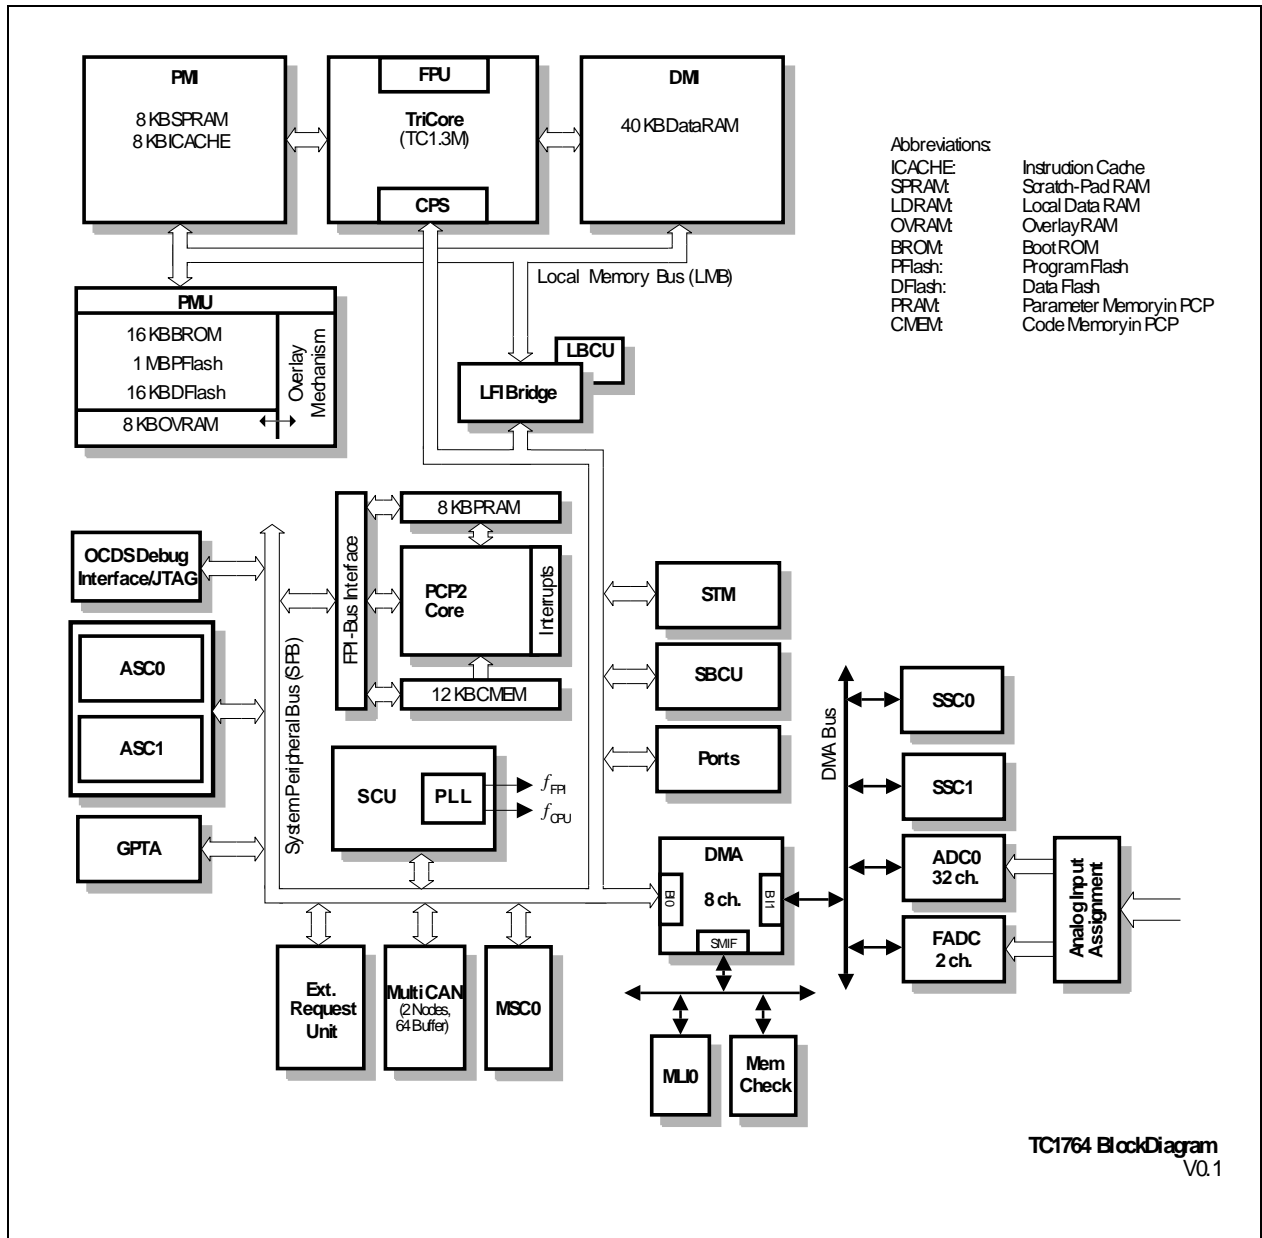 PMI
8 KB SPRAM
8 KB ICACHE
FPU
TriCore
(TC1.3M)
CPS
DMI
40 KB DataRAM
Abbreviations:
ICACHE: Instruction Cache
SPRAM: Scratch-Pad RAM
LDRAM: Local Data RAM
OVRAM: Overlay RAM
BROM: Boot ROM
PFlash: Program Flash
DFlash: Data Flash
PRAM: Parameter Memory in PCP
CMEM: Code Memory in PCP
Local Memory Bus (LMB)
PMU
16 KB BROM
1 MB PFlash
16 KB DFlash
8 KB OVRAM
Overlay
Mechanism
LBCU
LFI Bridge
OCDS Debug
Interface/JTAG
ASC0
ASC1
GPTA
System Peripheral Bus (SPB)
FPI-Bus Interface
8 KB PRAM
PCP2
Core
Interrupts
12 KB CMEM
SCU
PLL
fFPI
fCPU
STM
SBCU
Ports
DMA
8 ch.
BI0
BI1
SMIF
DMA Bus
SSC0
SSC1
ADC0
32 ch.
FADC
2 ch.
Analog Input
Assignment
Ext.
Request
Unit
Multi CAN
(2 Nodes,
64 Buffer)
MSC0
MLI0
Mem
Check
TC1764 Block Diagram
V0.1